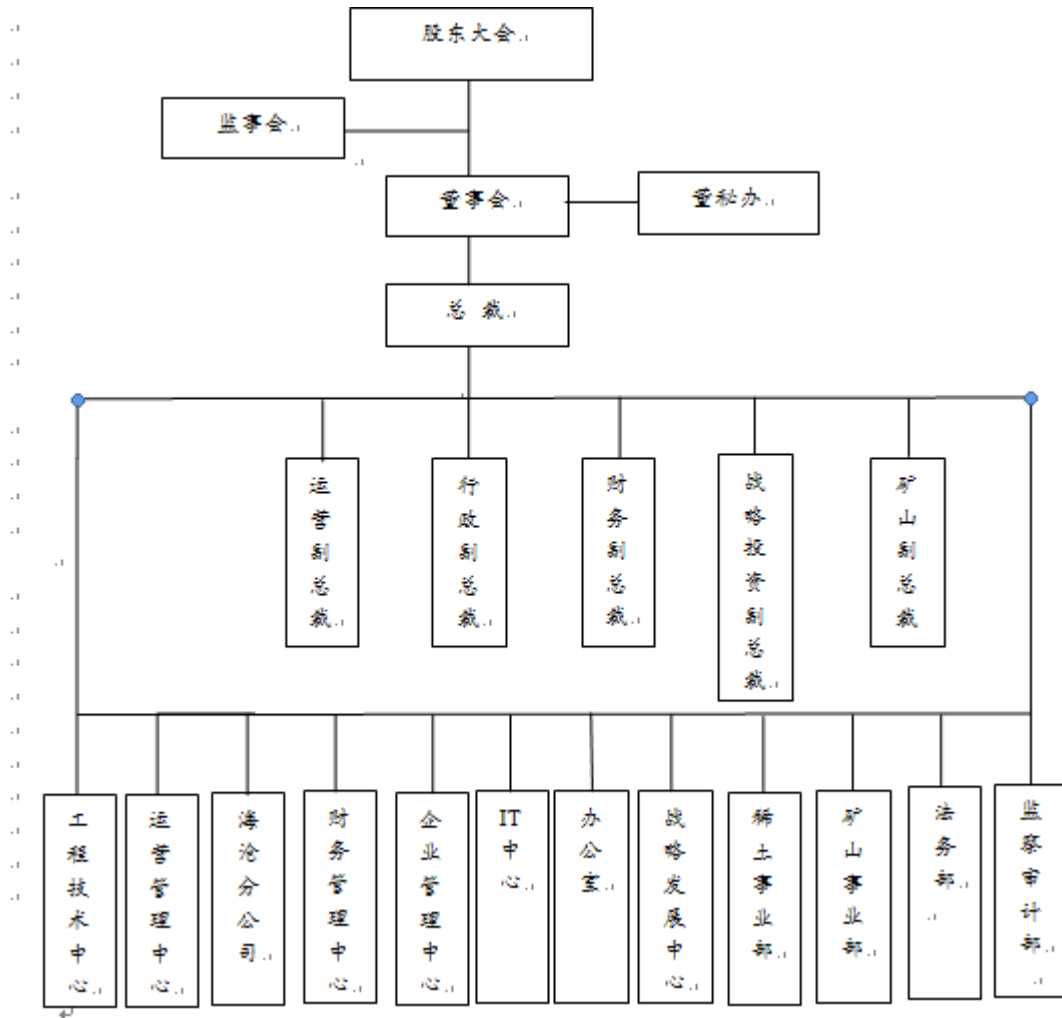 股东大会
监事会
董事会
董秘办
总 裁
运营副总裁
行政副总裁
财务副总裁
战略投资副总裁
矿山副总裁
工程技术中心
运营管理中心
海沧分公司
财务管理中心
企业管理中心
IT中心
办公室
战略发展中心
稀土事业部
矿山事业部
法务部
监察审计部